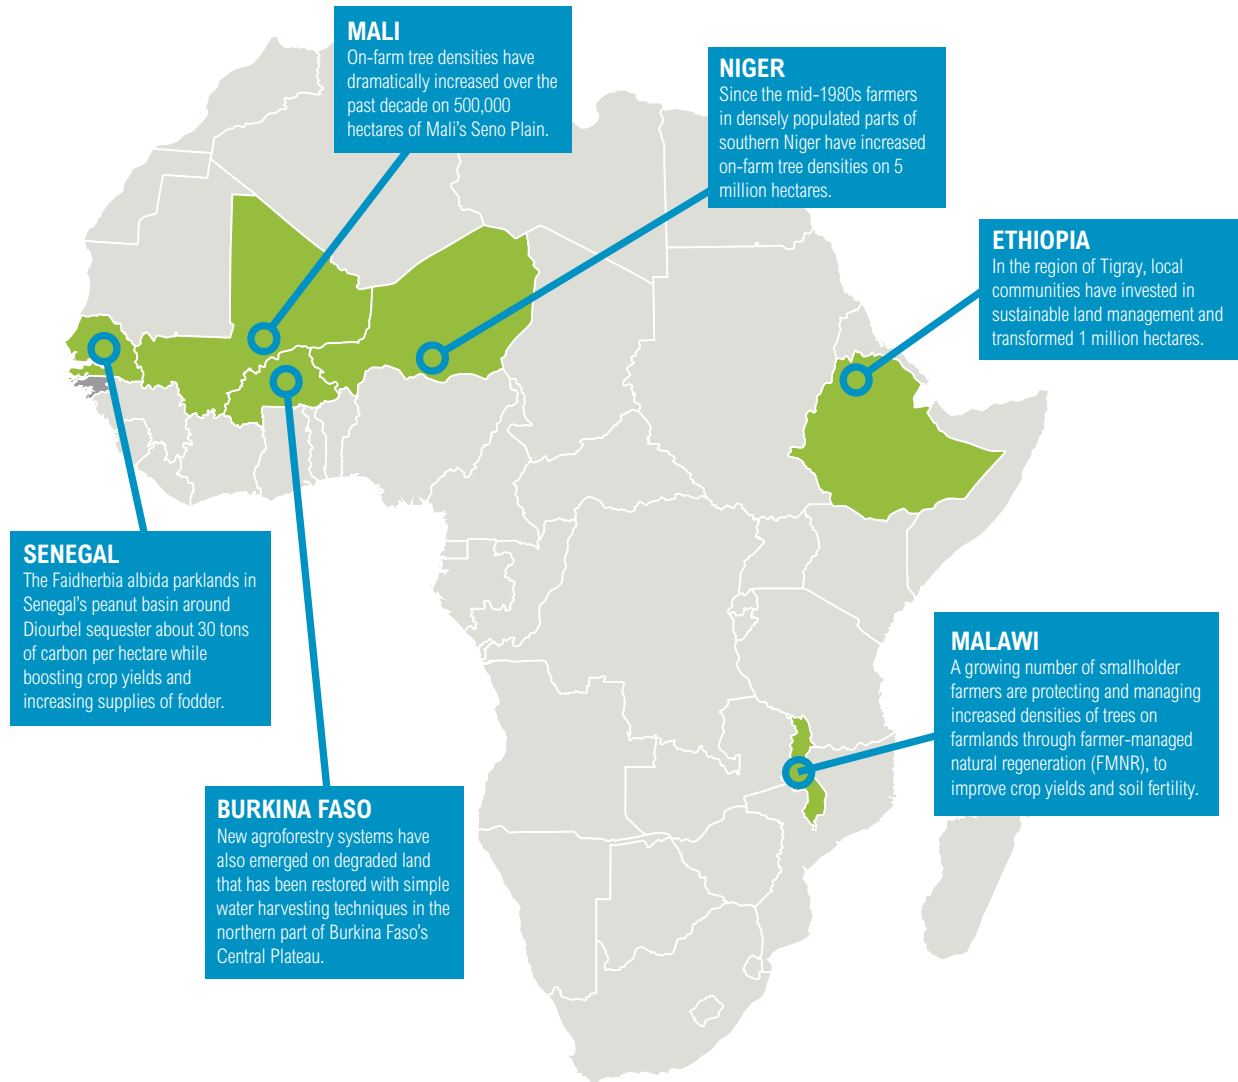 MALI
On-farm tree densities have
dramatically increased over the
past decade on 500,000
hectares of Mali’s Seno Plain.
NIGER
Since the mid-1980s farmers
in densely populated parts of
southern Niger have increased
on-farm tree densities on 5
million hectares.
ETHIOPIA
In the region of Tigray, local
communities have invested in
sustainable land management and
transformed 1 million hectares.
SENEGAL
The Faidherbia albida parklands in
Senegal’s peanut basin around
Diourbel sequester about 30 tons
of carbon per hectare while
boosting crop yields and
increasing supplies of fodder.
MALAWI
A growing number of smallholder
farmers are protecting and managing
increased densities of trees on
farmlands through farmer-managed
natural regeneration (FMNR), to
improve crop yields and soil fertility.
BURKINA FASO
New agroforestry systems have
also emerged on degraded land
that has been restored with simple
water harvesting techniques in the
northern part of Burkina Faso’s
Central Plateau.